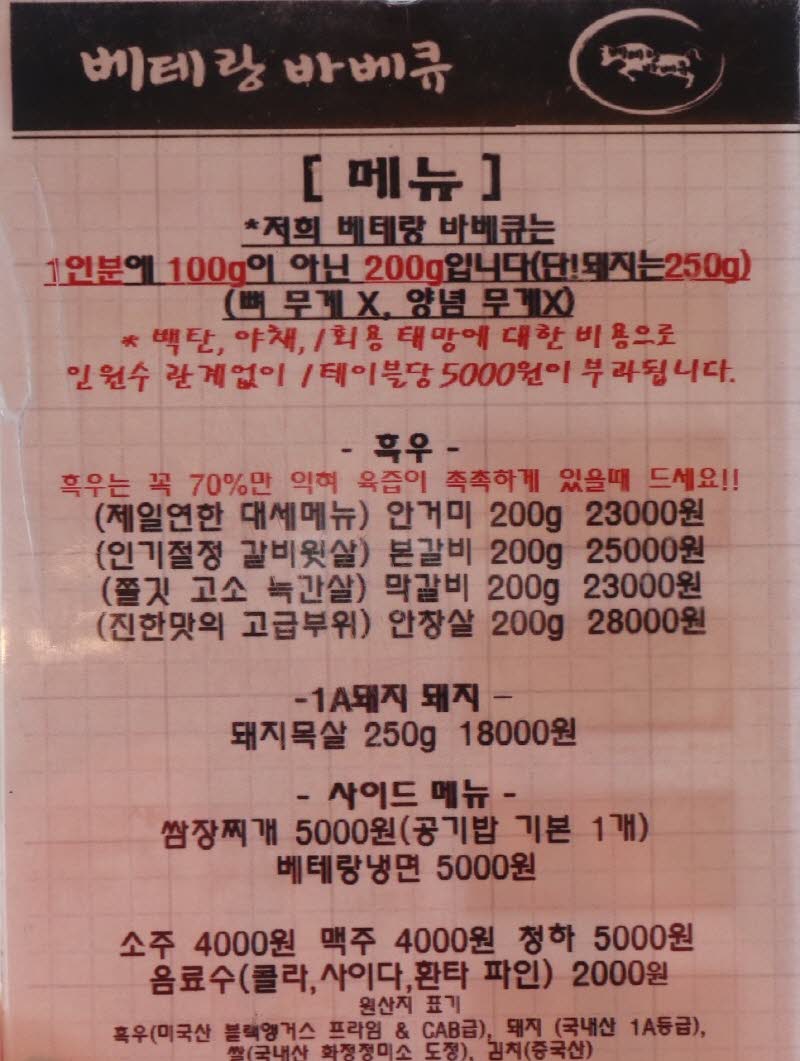 베테랑 바베큐
[ 메뉴 ]
*저희 베테랑 바베큐는
1인분에 100g이 아닌 200g입니다(단!돼지는250g)
(뼈 무게 X, 양념 무게X)
* 백탄, 야채, 1회용 태망에 대한 비용으로
인원수 관계없이 1테이블당 5000원이 부과됩니다.
- 흑우 -
흑우는 꼭 70%만 익혀 육즙이 촉촉하게 있을때 드세요!!
(제일연한 대세메뉴) 안거미 200g 23000원
(인기절정 갈비윗살) 본갈비 200g 25000원
(쫄깃 고소 늑간살) 막갈비 200g 23000원
(진한맛의 고급부위) 안창살 200g 28000원
-1A돼지 돼지 -
돼지목살 250g 18000원
- 사이드 메뉴 -
쌈장찌개 5000원(공기밥 기본 1개)
베테랑냉면 5000원
소주 4000원 맥주 4000원 청하 5000원
음료수(콜라,사이다,환타 파인) 2000원
원산지 표기
흑우(미국산 블랙앵거스 프라임 & CAB급), 돼지 (국내산 1A등급),
쌀(국내산 화정정미소 도정), 김치(중국산)